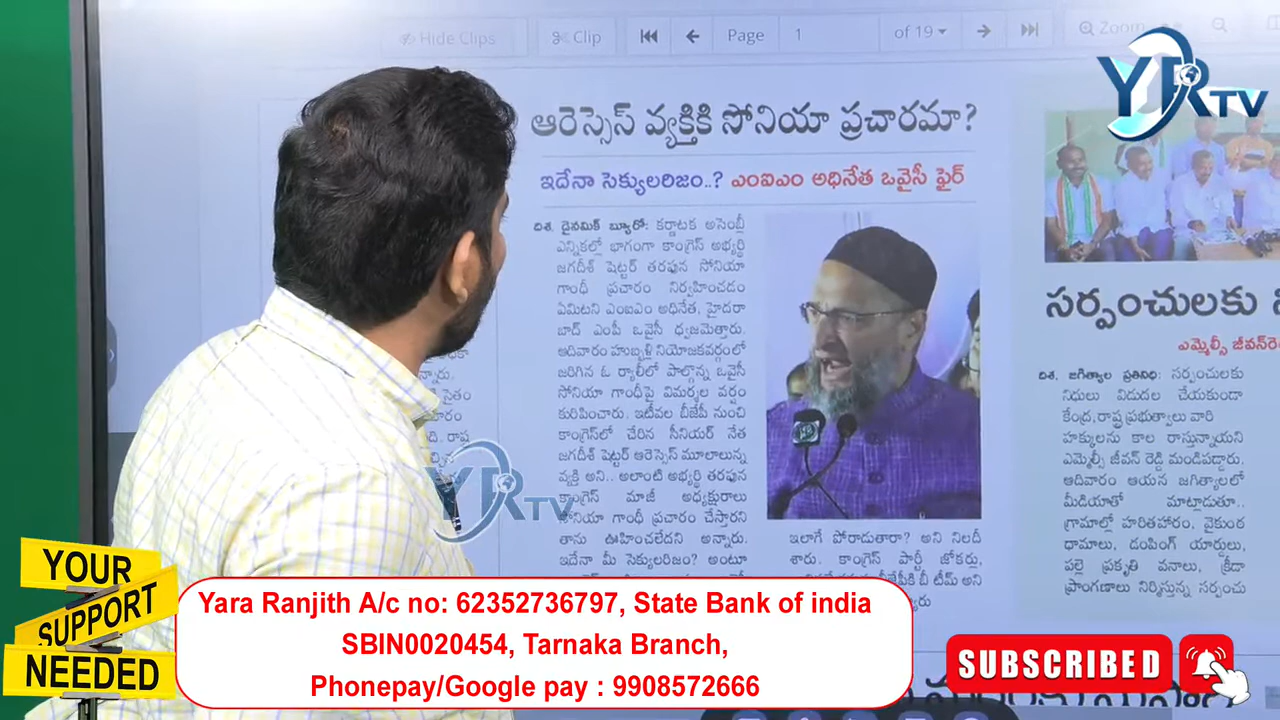 Hide Clips
Clip
Page
1
of 19
Zoom
YRTV
ఆరెస్సెస్ వ్యక్తికి సోనియా ప్రచారమా?
ఇదేనా సెక్యులరిజం..? ఎంఐఎం అధినేత ఒవైసీ ఫైర్
దిశ, డైనమిక్ బ్యూరో: కర్ణాటక అసెంబ్లీ
ఎన్నికల్లో భాగంగా కాంగ్రెస్ అభ్యర్థి
జగదీశ్ షెట్టర్ తరఫున సోనియా
గాంధీ ప్రచారం నిర్వహించడం
ఏమిటని ఎంఐఎం అధినేత, హైదరా
బాద్ ఎంపీ ఒవైసీ ధ్వజమెత్తారు.
ఆదివారం హుబ్బళ్లి నియోజకవర్గంలో
జరిగిన ఓ ర్యాలీలో పాల్గొన్న ఒవైసీ
సోనియా గాంధీపై విమర్శల వర్షం
కురిపించారు. ఇటీవల బీజేపీ నుంచి
కాంగ్రెస్‌లో చేరిన సీనియర్ నేత
జగదీశ్ షెట్టర్ ఆరెస్సెస్ మూలాలున్న
వ్యక్తి అని.. అలాంటి అభ్యర్థి తరఫున
కాంగ్రెస్ మాజీ అధ్యక్షురాలు
సోనియా గాంధీ ప్రచారం చేస్తారని
తాను ఊహించలేదని అన్నారు.
ఇదేనా మీ సెక్యులరిజం? అంటూ
ఇలాగే పోరాడుతారా? అని నిలదీ
శారు. కాంగ్రెస్ పార్టీ జోకర్లు,
బీజేపీకి బీ టీమ్ అని
సర్పంచులకు
ఎమ్మెల్సీ జీవన్‌రె
దిశ, జగిత్యాల ప్రతినిధి: సర్పంచులకు
నిధులు విడుదల చేయకుండా
కేంద్ర, రాష్ట్ర ప్రభుత్వాలు వారి
హక్కులను కాల రాస్తున్నాయని
ఎమ్మెల్సీ జీవన్ రెడ్డి మండిపడ్డారు.
ఆదివారం ఆయన జగిత్యాలలో
మీడియాతో మాట్లాడుతూ..
గ్రామాల్లో హరితహారం, వైకుంఠ
ధామాలు, డంపింగ్ యార్డులు,
పల్లె ప్రకృతి వనాలు, క్రీడా
ప్రాంగణాలు నిర్మిస్తున్న సర్పంచు
YRTV
YOUR
SUPPORT
NEEDED
Yara Ranjith A/c no: 62352736797, State Bank of india
SBIN0020454, Tarnaka Branch,
Phonepay/Google pay : 9908572666
SUBSCRIBED